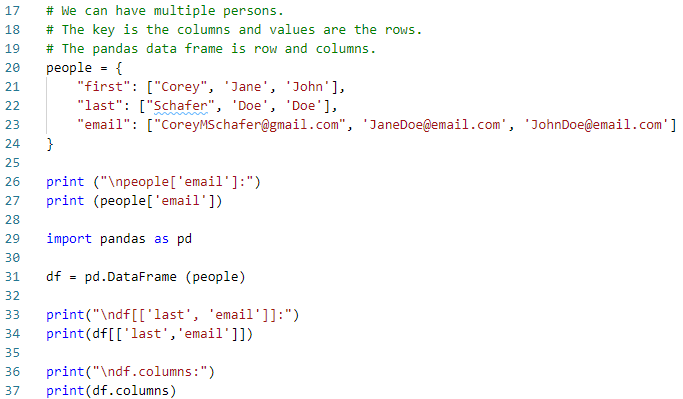 17 # We can have multiple persons.
18 # The key is the columns and values are the rows.
19 # The pandas data frame is row and columns.
20 people = {
21     "first": ["Corey", 'Jane', 'John'],
22     "last": ["Schafer", 'Doe', 'Doe'],
23     "email": ["CoreyMSchafer@gmail.com", 'JaneDoe@email.com', 'JohnDoe@email.com']
24 }
25
26 print ("\npeople['email']:")
27 print (people['email'])
28
29 import pandas as pd
30
31 df = pd.DataFrame (people)
32
33 print("\ndf[['last', 'email']]:")
34 print(df[['last','email']])
35
36 print("\ndf.columns:")
37 print(df.columns)